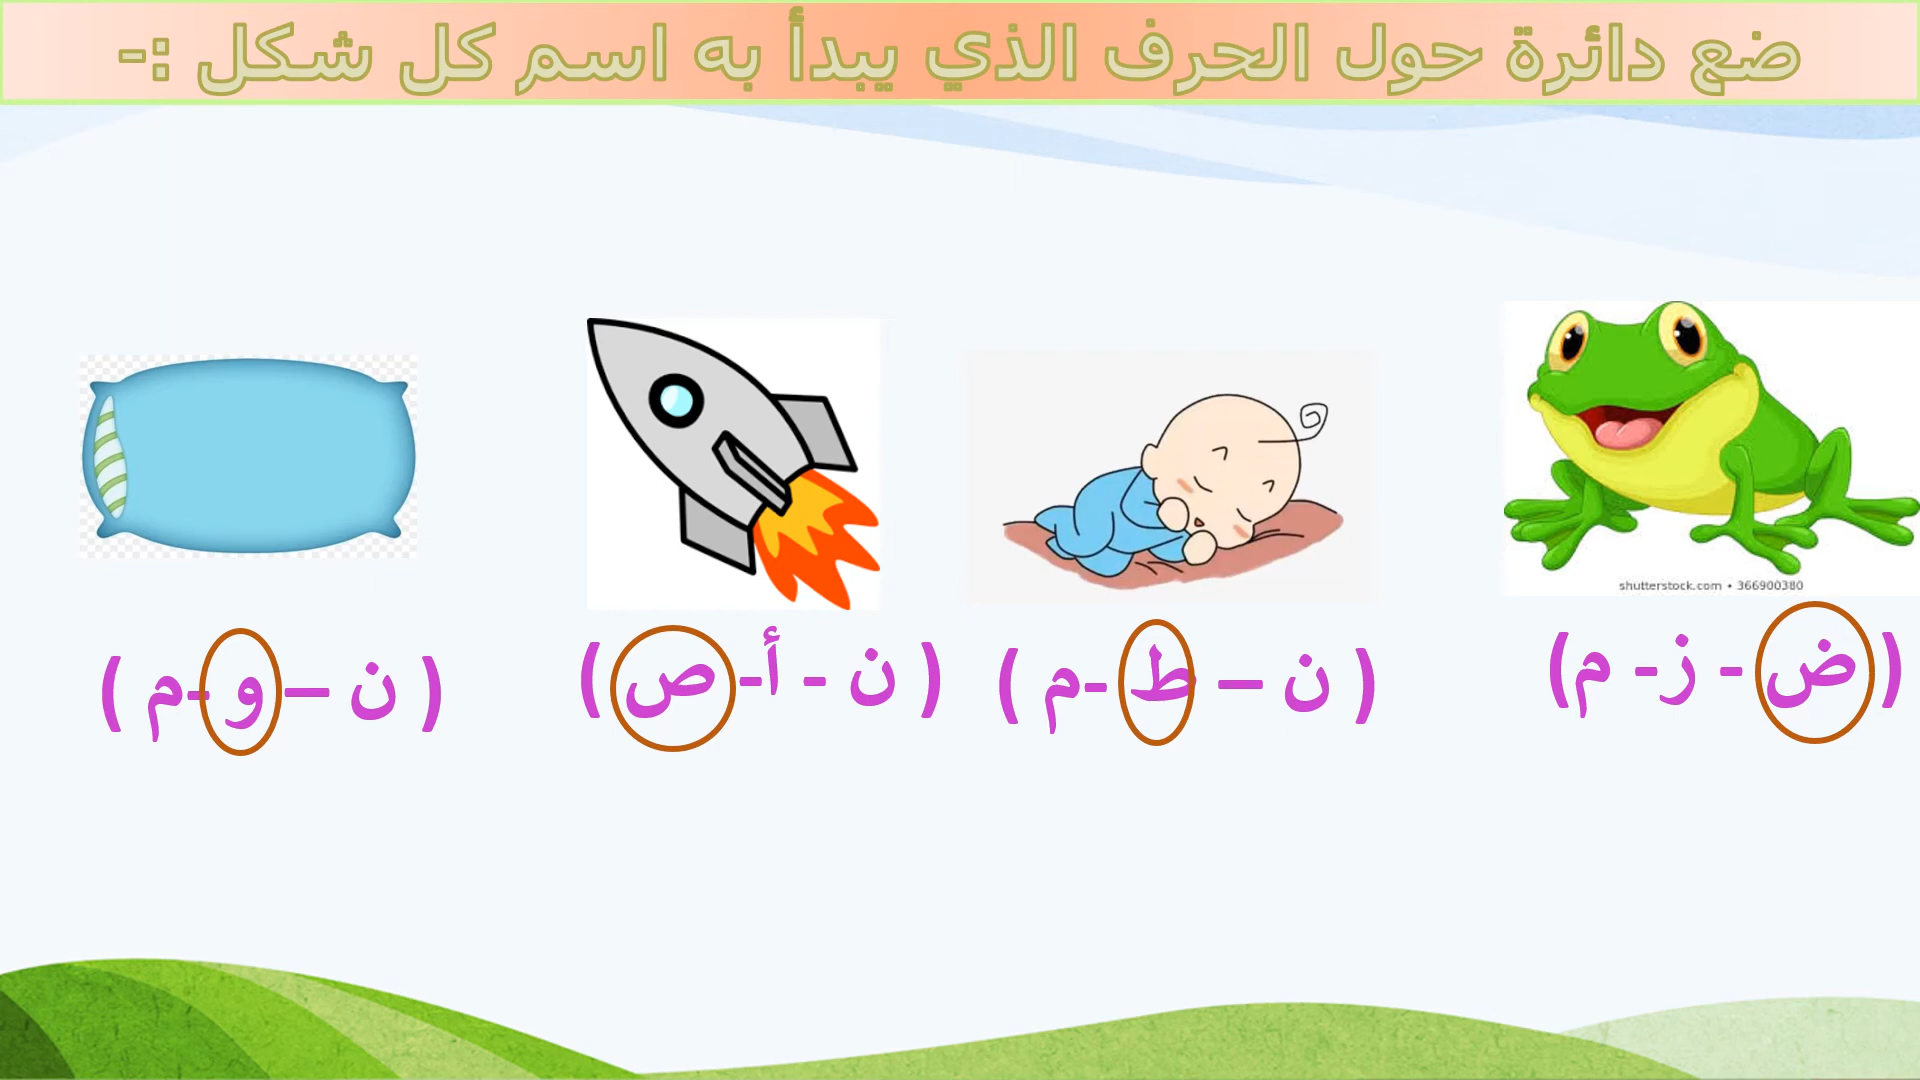 ضع دائرة حول الحرف الذي يبدأ به اسم كل شكل :-
shutterstock.com • 366900380
(ض - ز- م)
( ن – ط -م )
( ن - أ- ص )
( ن – و -م )